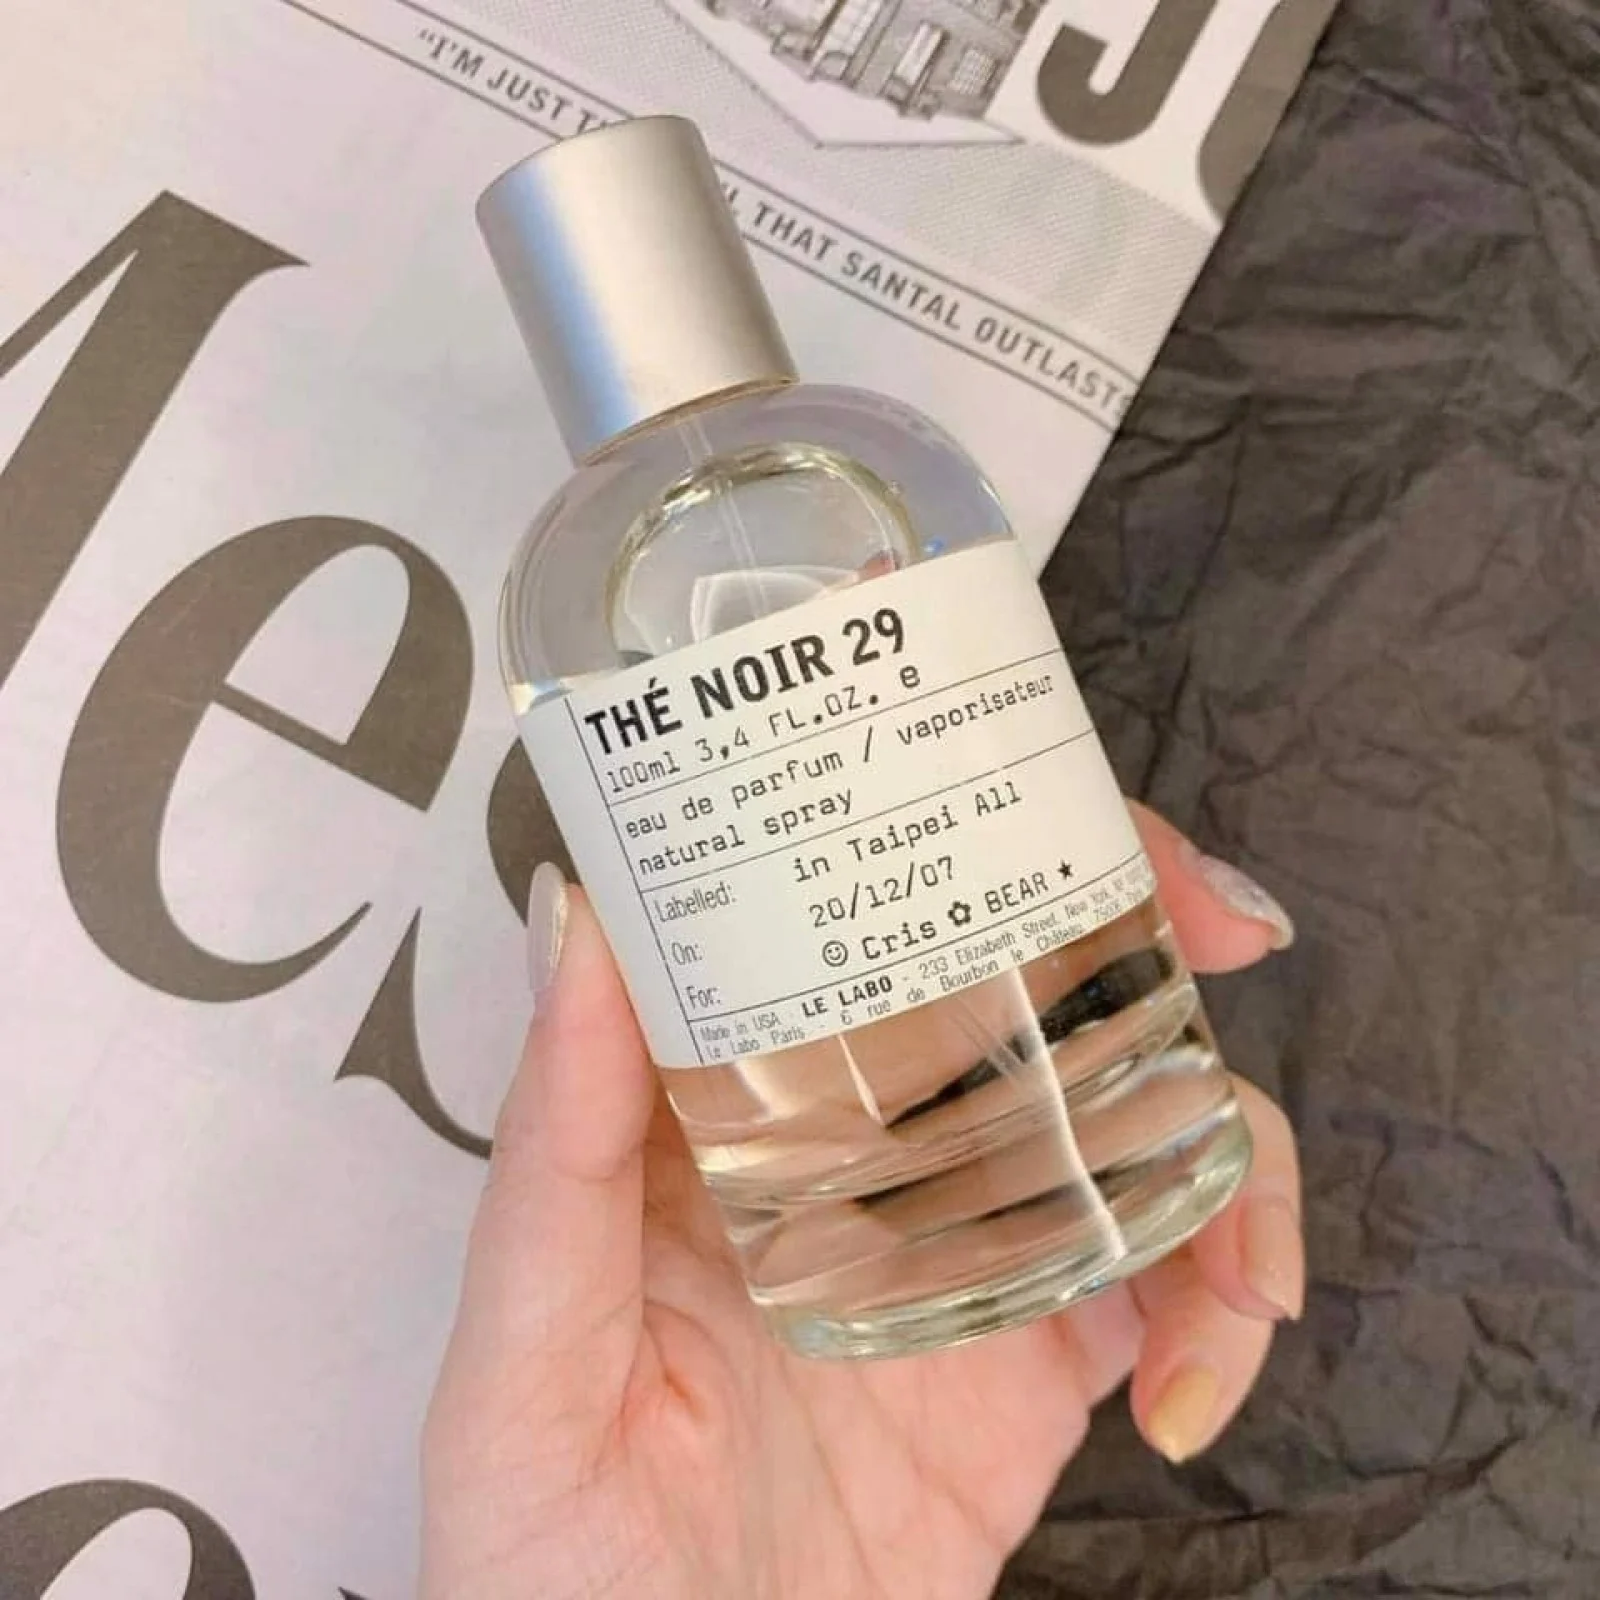 "I'M JUST
THAT SANTAL OUTLASTS
THÉ NOIR 29
100ml 3,4 FL.OZ. e
eau de parfum / vaporisateur
natural spray
Labelled: in Taipei All
On: 20/12/07
For: ☺ Cris ✿ BEAR ★
Made in USA - LE LABO - 233 Elizabeth Street, New York, NY
Le Labo Paris - 6 rue de Bourbon le Château